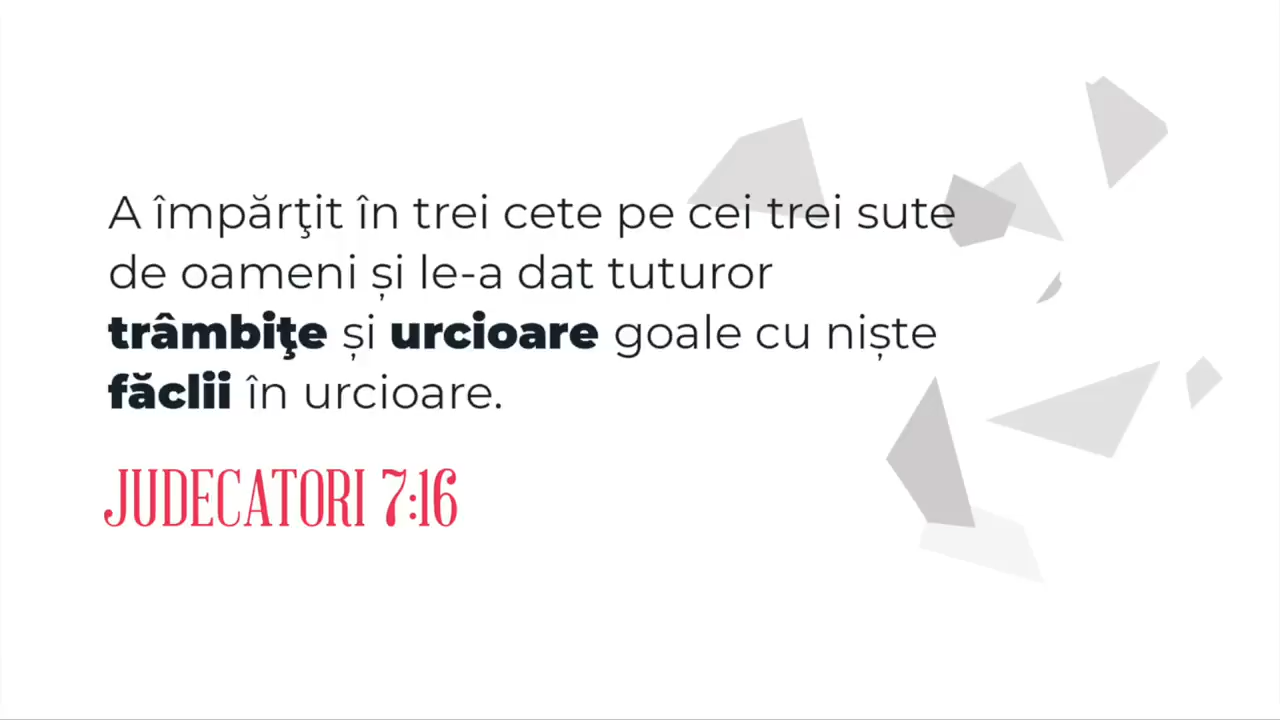 A împărţit în trei cete pe cei trei sute
de oameni și le-a dat tuturor
trâmbiţe și urcioare goale cu niște
făclii în urcioare.
JUDECATORI 7:16